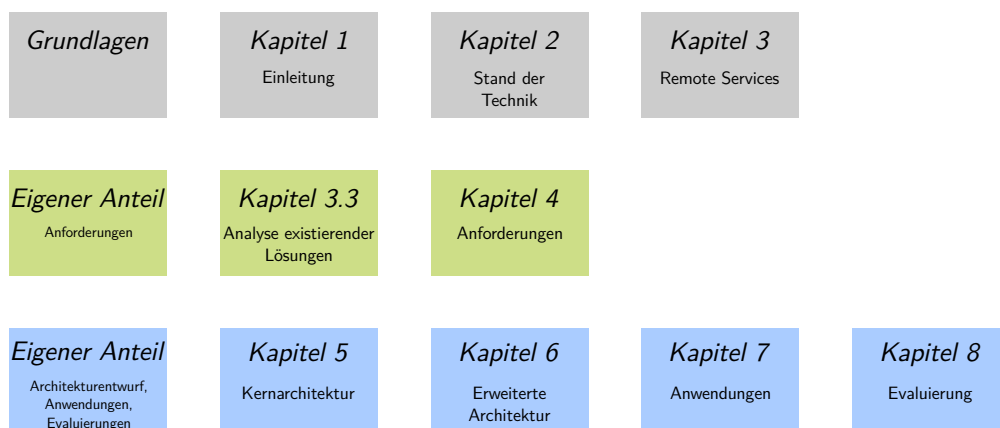 Grundlagen
Kapitel 1
Einleitung
Kapitel 2
Stand der
Technik
Kapitel 3
Remote Services
Eigener Anteil
Anforderungen
Kapitel 3.3
Analyse existierender
Lösungen
Kapitel 4
Anforderungen
Eigener Anteil
Architekturentwurf,
Anwendungen,
Evaluierungen
Kapitel 5
Kernarchitektur
Kapitel 6
Erweiterte
Architektur
Kapitel 7
Anwendungen
Kapitel 8
Evaluierung